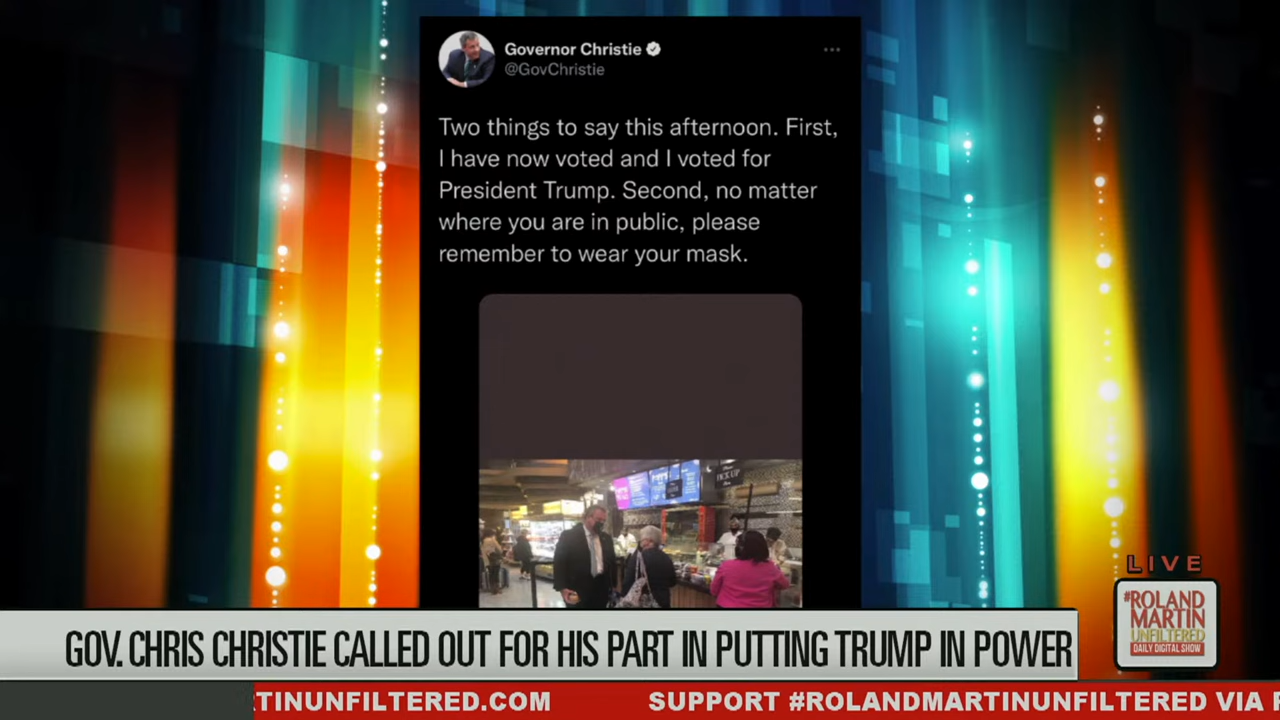 Governor Christie
@GovChristie
Two things to say this afternoon. First,
I have now voted and I voted for
President Trump. Second, no matter
where you are in public, please
remember to wear your mask.
PICK UP
LIVE
#ROLAND
MARTIN
UNFILTERED
DAILY DIGITAL SHOW
GOV. CHRIS CHRISTIE CALLED OUT FOR HIS PART IN PUTTING TRUMP IN POWER
TINUNFILTERED.COM SUPPORT #ROLANDMARTINUNFILTERED VIA